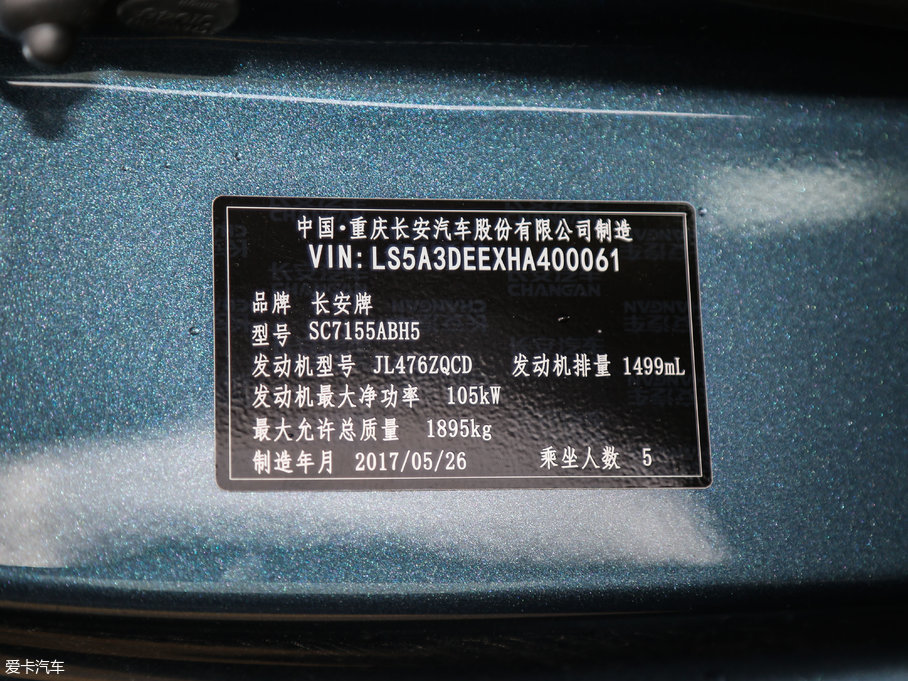 中国·重庆长安汽车股份有限公司制造
VIN:LS5A3DEEXHA400061
品牌 长安牌
型号 SC7155ABH5
发动机型号 JL476ZQCD 发动机排量 1499mL
发动机最大净功率 105kW
最大允许总质量 1895kg
制造年月 2017/05/26 乘坐人数 5
爱卡汽车